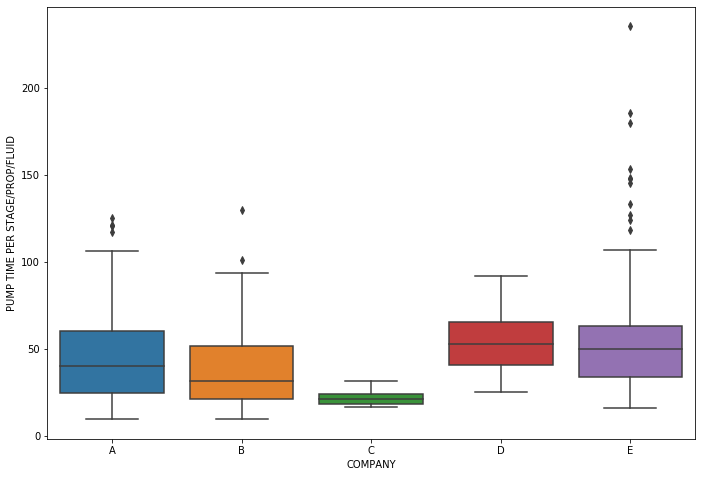 PUMP TIME PER STAGE/PROP/FLUID
200
150
100
50
0
A B C D E
COMPANY